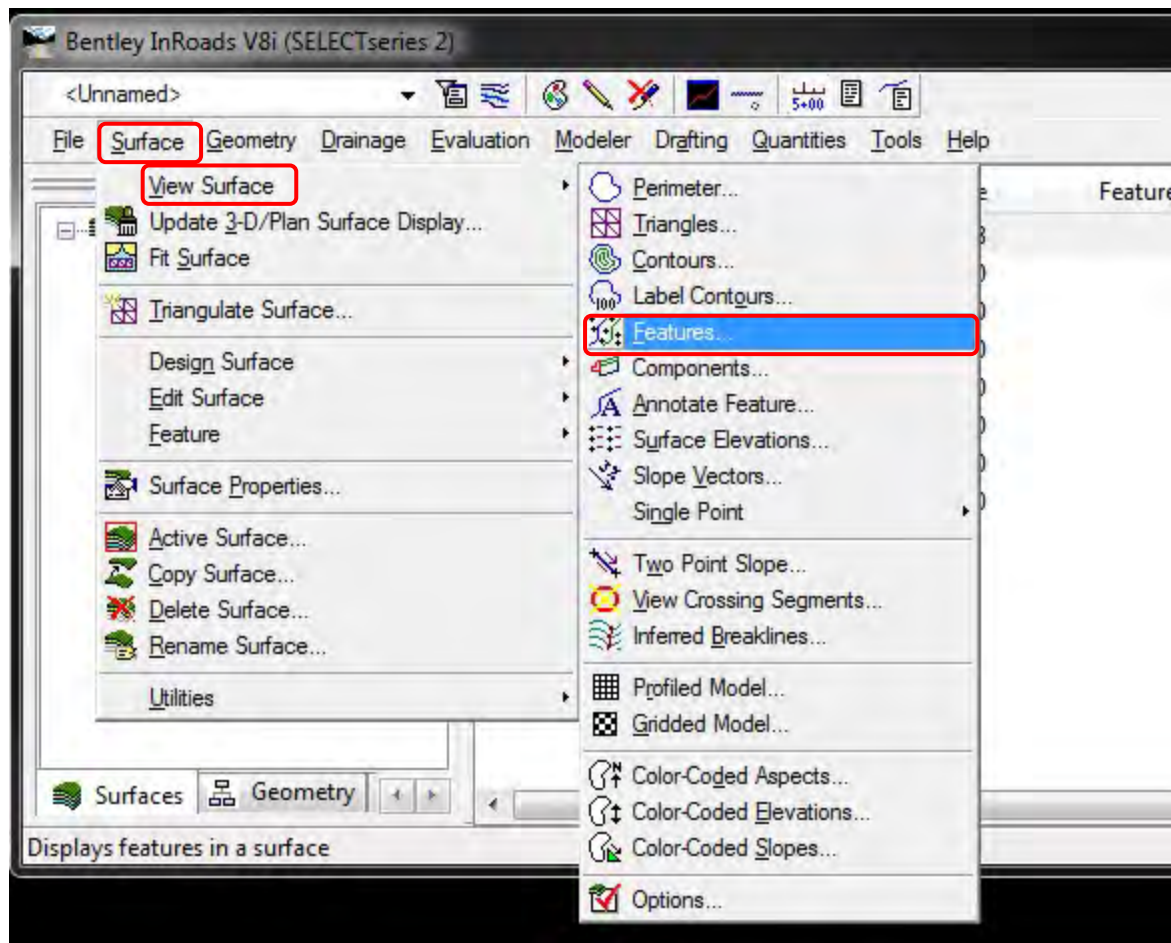 Bentley InRoads V8i (SELECTseries 2)
<Unnamed>
5+00
File Surface Geometry Drainage Evaluation Modeler Drafting Quantities Tools Help
View Surface
Update 3-D/Plan Surface Display...
Fit Surface
Triangulate Surface...
Design Surface
Edit Surface
Feature
Surface Properties...
Active Surface...
Copy Surface...
Delete Surface...
Rename Surface...
Utilities
Perimeter...
Triangles...
Contours...
100
Label Contours...
Features...
Components...
A
Annotate Feature...
Surface Elevations...
Slope Vectors...
Single Point
Two Point Slope...
View Crossing Segments...
Inferred Breaklines...
Profiled Model...
Gridded Model...
N
Color-Coded Aspects...
Color-Coded Elevations...
Color-Coded Slopes...
Options...
Feature
Surfaces Geometry
Displays features in a surface